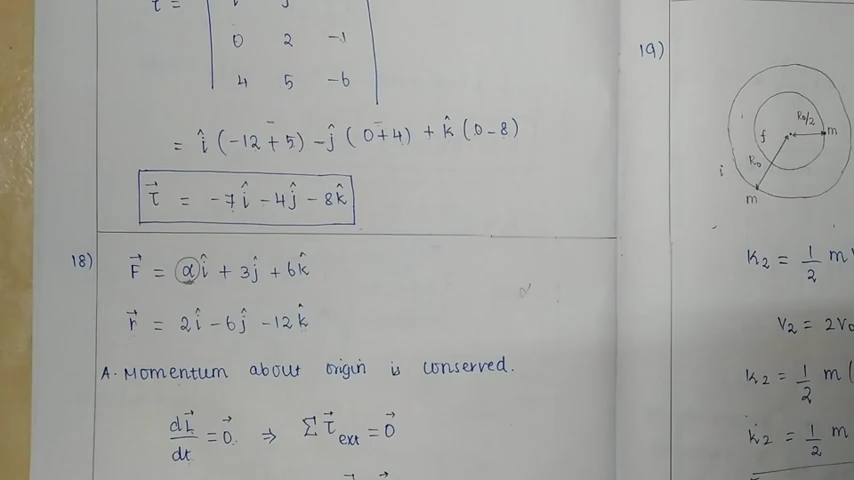 τ =
0 2 -1
4 5 -6
= î (-12 + 5) - ĵ (0+4) + k̂ (0-8)
τ⃗ = -7î - 4ĵ - 8k̂
18) F⃗ = αî + 3ĵ + 6k̂
r⃗ = 2î - 6ĵ - 12k̂
A. Momentum about origin is conserved.
dL⃗/dt = 0⃗ ⇒ Στ⃗ext = 0⃗
19)
R₀/2
m
f
R₀
i
m
K₂ = 1/2 m
V₂ = 2V₀
K₂ = 1/2 m (
K₂ = 1/2 m